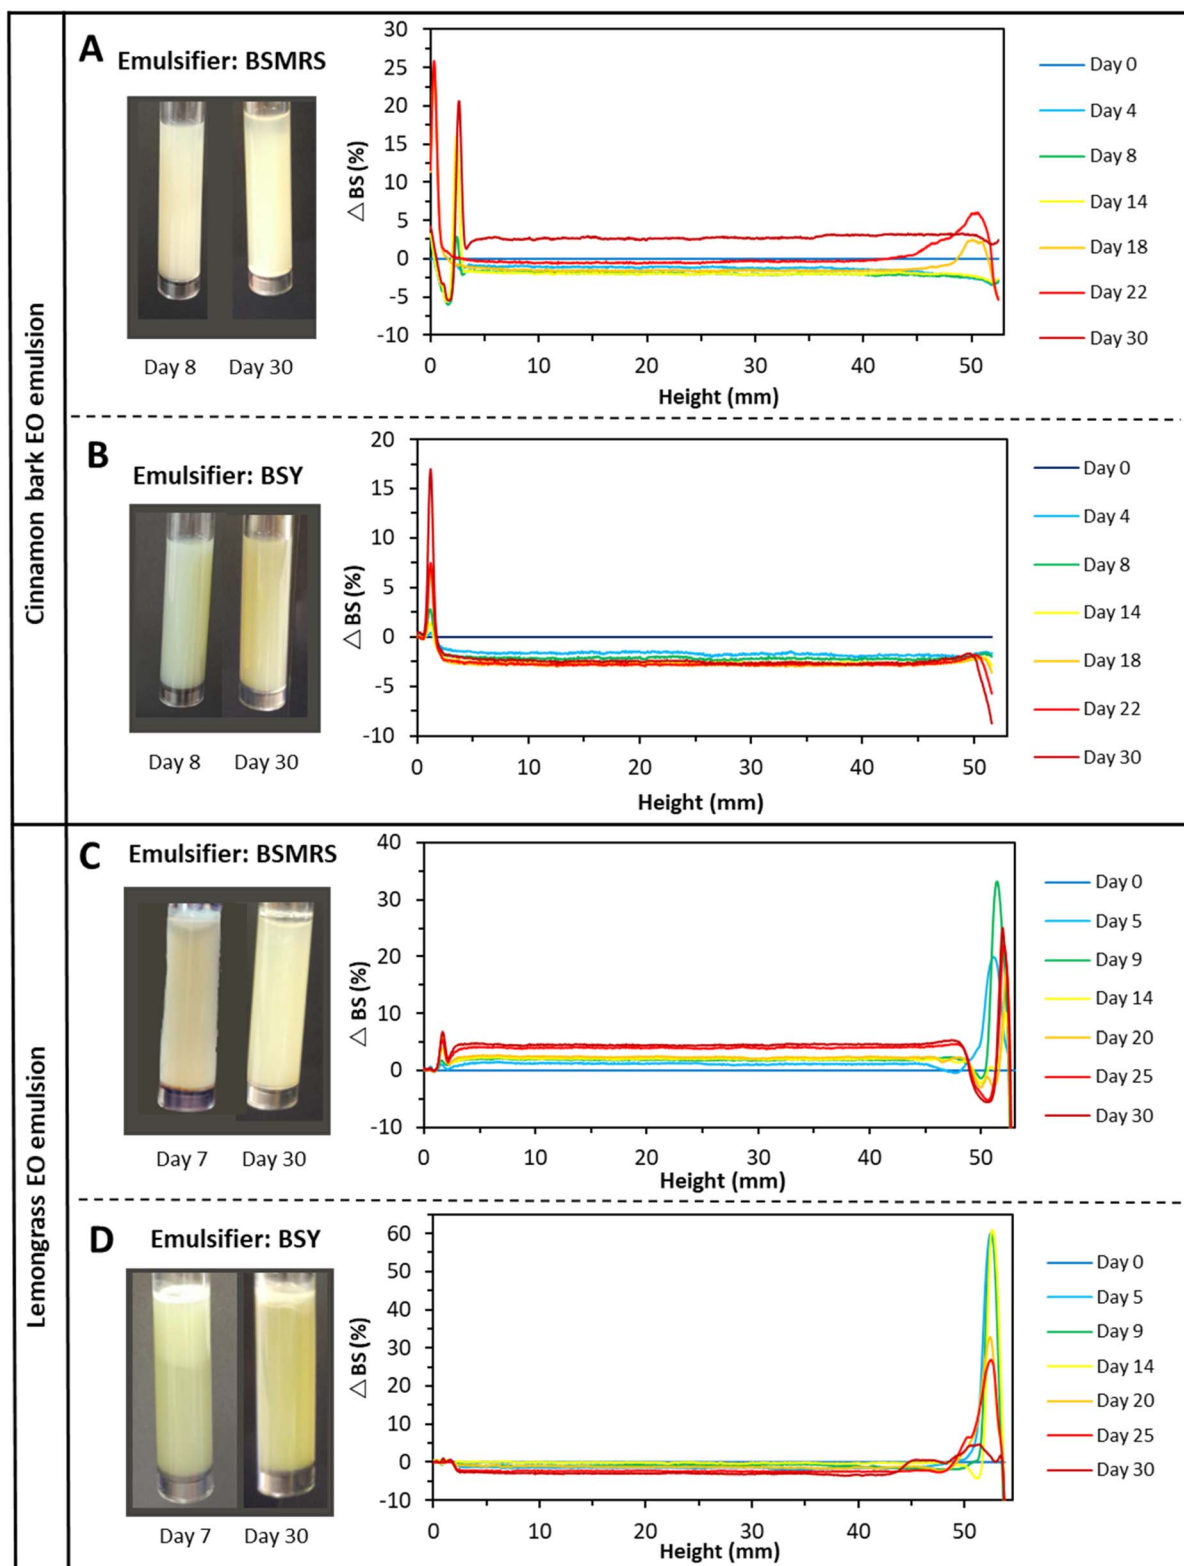 Cinnamon bark EO emulsion
A
Emulsifier: BSMRS
Day 8
Day 30
△ BS (%)
30
25
20
15
10
5
0
-5
-10
0
10
20
30
40
50
Height (mm)
Day 0
Day 4
Day 8
Day 14
Day 18
Day 22
Day 30
B
Emulsifier: BSY
Day 8
Day 30
△ BS (%)
20
15
10
5
0
-5
-10
0
10
20
30
40
50
Height (mm)
Day 0
Day 4
Day 8
Day 14
Day 18
Day 22
Day 30
Lemongrass EO emulsion
C
Emulsifier: BSMRS
Day 7
Day 30
△ BS (%)
40
30
20
10
0
-10
0
10
20
30
40
50
Height (mm)
Day 0
Day 5
Day 9
Day 14
Day 20
Day 25
Day 30
D
Emulsifier: BSY
Day 7
Day 30
△ BS (%)
60
50
40
30
20
10
0
-10
0
10
20
30
40
50
Height (mm)
Day 0
Day 5
Day 9
Day 14
Day 20
Day 25
Day 30